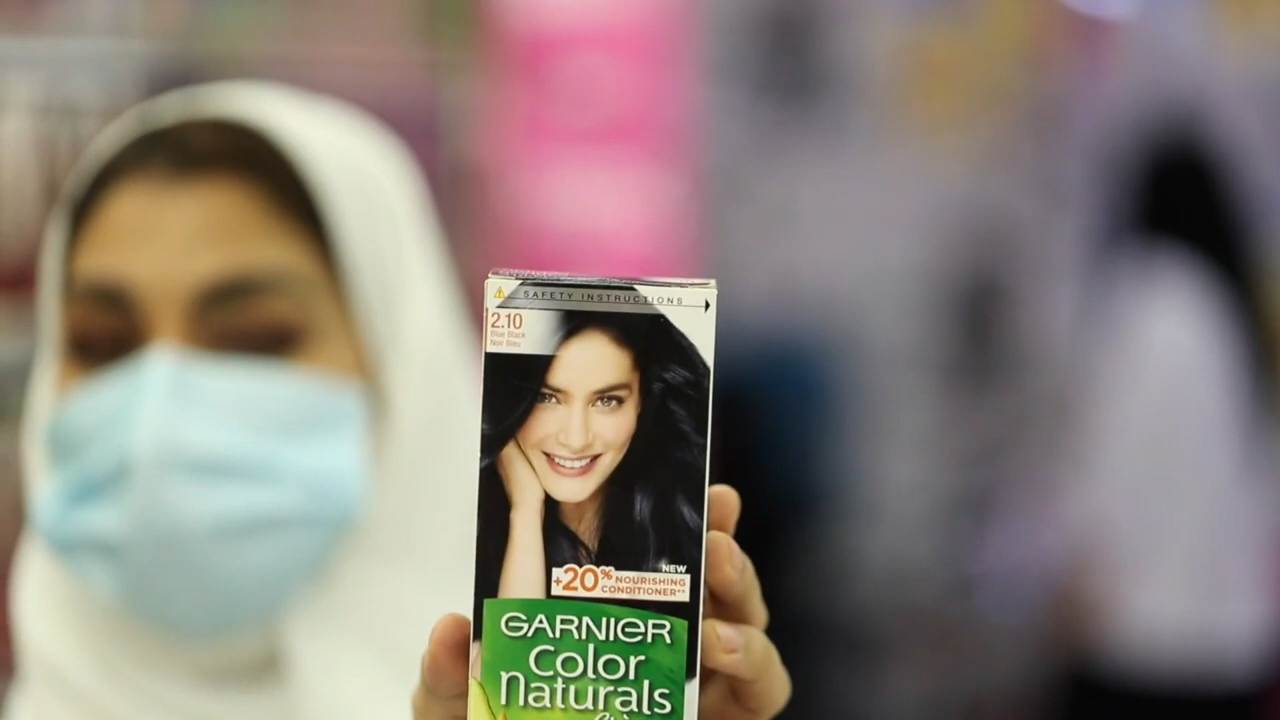 SAFETY INSTRUCTIONS
2.10
Blue Black
Noir Bleu
NEW
+20% NOURISHING
CONDITIONER**
GARNIER
Color
Naturals